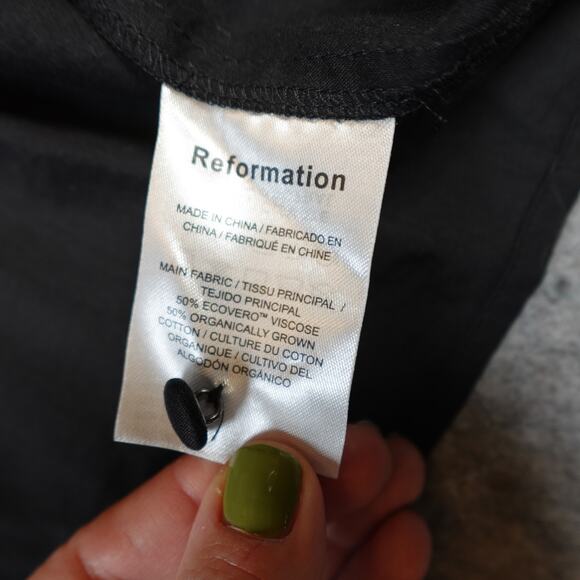 Reformation
MADE IN CHINA / FABRICADO EN
CHINA / FABRIQUÉ EN CHINE
MAIN FABRIC / TISSU PRINCIPAL /
TEJIDO PRINCIPAL
50% ECOVERO™ VISCOSE
50% ORGANICALLY GROWN
COTTON / CULTURE DU COTON
ORGANIQUE / CULTIVO DEL
ALGODÓN ORGÁNICO